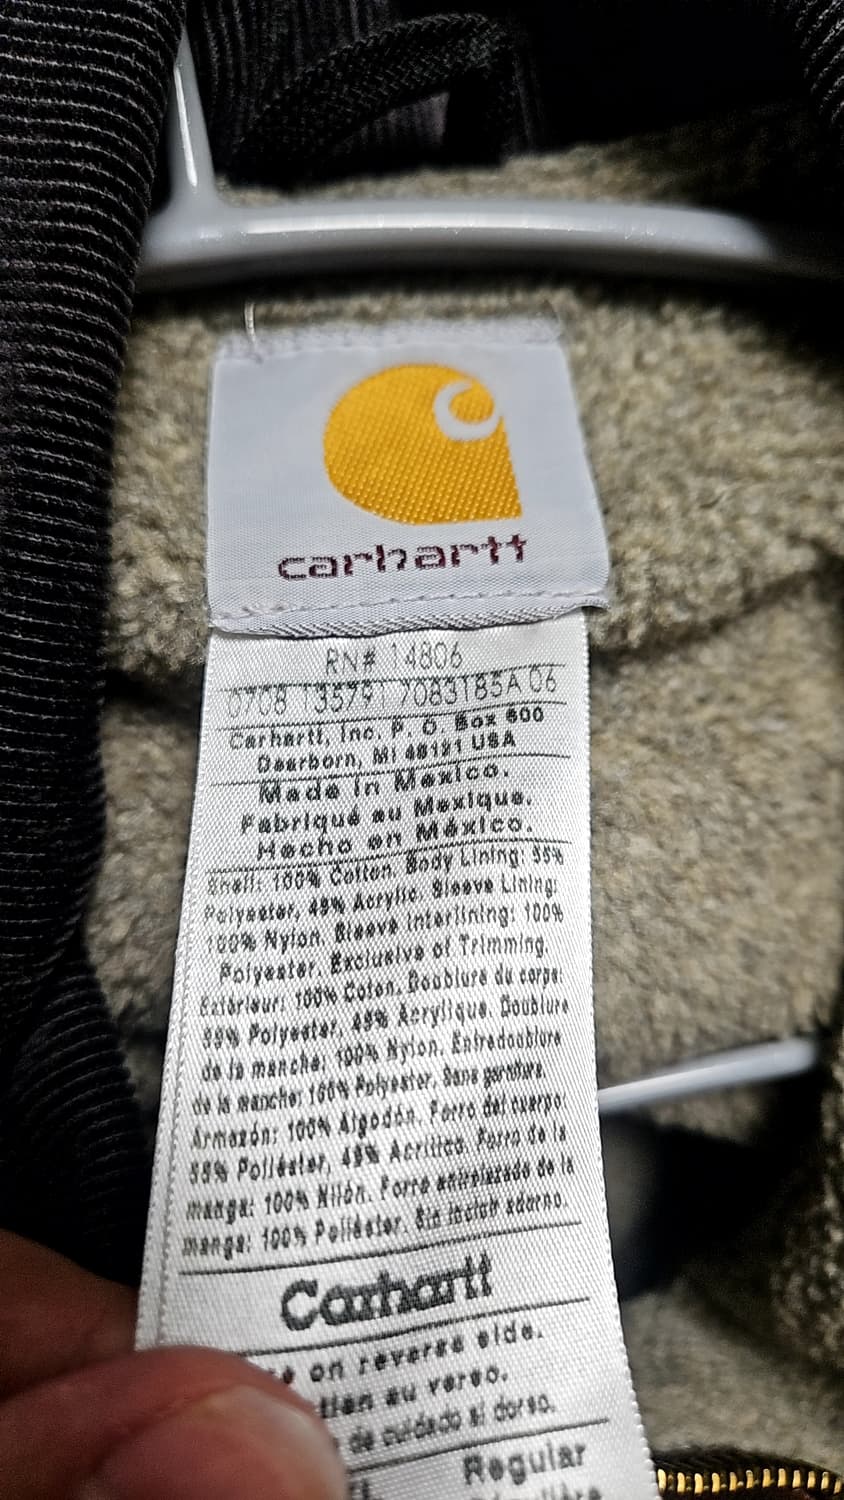 carhartt
RN# 14806
0708 135791 7083185A 06
Carhartt, Inc. P. O. Box 600
Dearborn, MI 48121 USA
Made in Mexico.
Fabriqué au Mexique.
Hecho en México.
Shell: 100% Cotton. Body Lining: 55%
Polyester, 45% Acrylic. Sleeve Lining:
100% Nylon. Sleeve Interlining: 100%
Polyester. Exclusive of Trimming.
Extérieur: 100% Coton. Doublure du corps:
55% Polyester, 45% Acrylique. Doublure
de la manche: 100% Nylon. Entredoublure
de la manche: 100% Polyester. Sans garniture.
Armazón: 100% Algodón. Forro del cuerpo:
55% Poliéster, 45% Acrílico. Forro de la
manga: 100% Nilón. Forro entrelazado de la
manga: 100% Poliéster. Sin incluir adorno.
Carhartt
on reverse side.
au verso.
de cuidado al dorso.
Regular